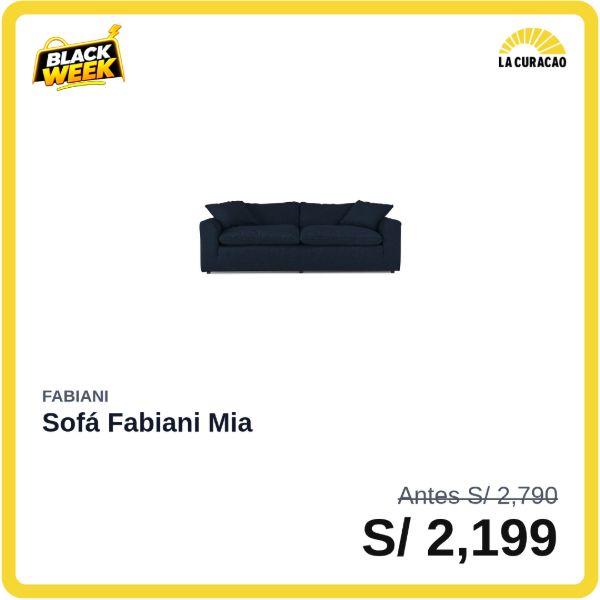 BLACK
WEEK
LA CURACAO
FABIANI
Sofá Fabiani Mia
Antes S/ 2,790
S/ 2,199